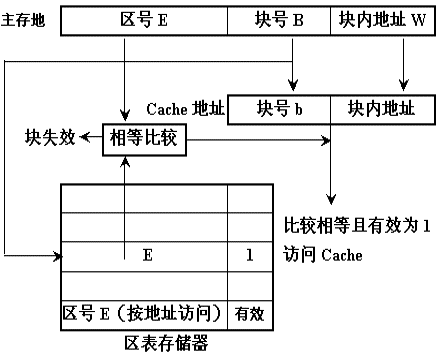 主存地
区号 E
块号 B
块内地址 W
Cache 地址
块号 b
块内地址
块失效
相等比较
比较相等且有效为 1
访问 Cache
E
1
区号 E（按地址访问）
有效
区表存储器